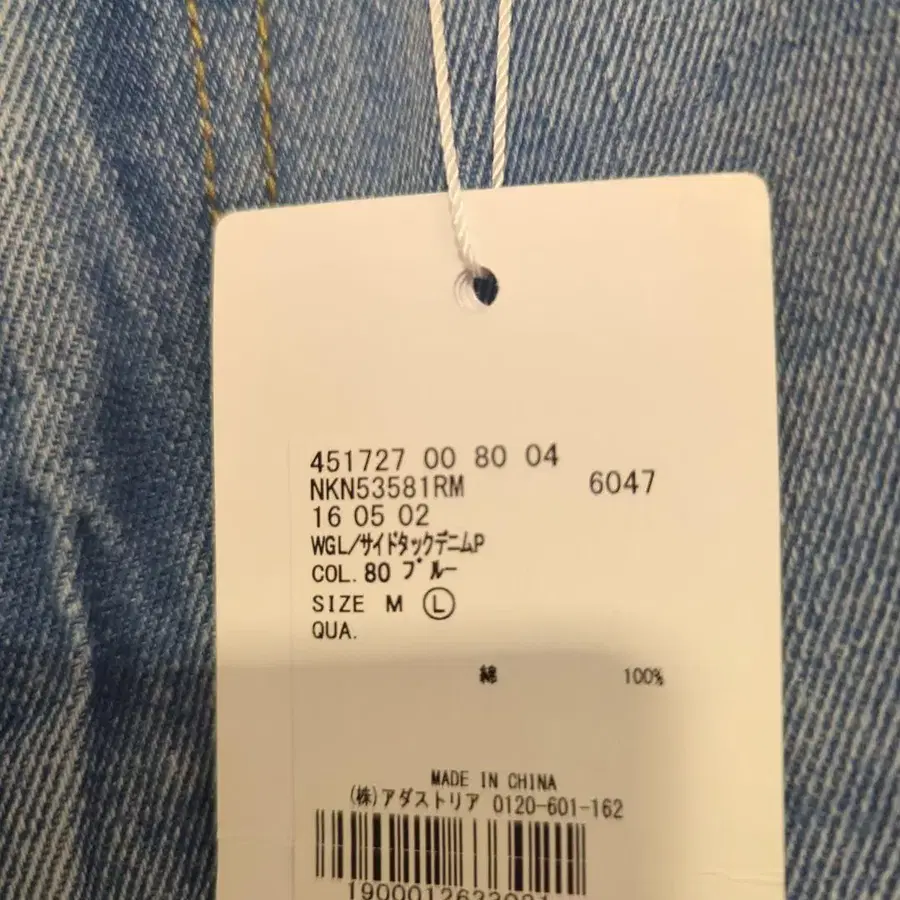 451727 00 80 04
NKN53581RM 6047
16 05 02
WGL/サイドタックデニムP
COL. 80 ブルー
SIZE M Ⓛ
QUA.
綿 100%
MADE IN CHINA
(株)アダストリア 0120-601-162